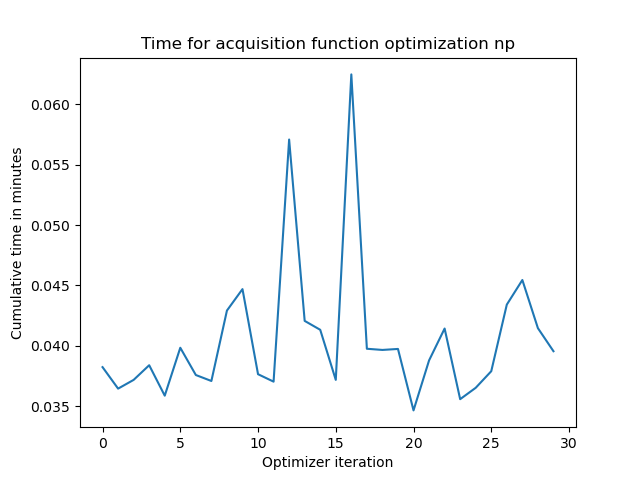 Time for acquisition function optimization np
Cumulative time in minutes
0.060
0.055
0.050
0.045
0.040
0.035
0 5 10 15 20 25 30
Optimizer iteration